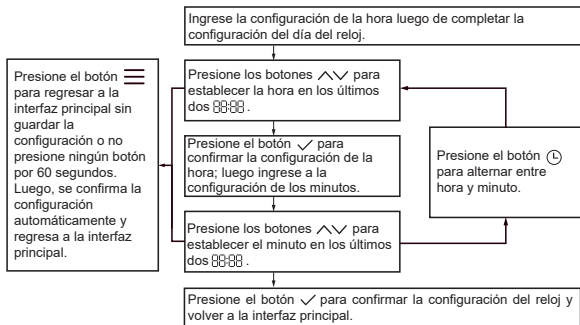 Ingrese la configuración de la hora luego de completar la
configuración del día del reloj.
Presione el botón ☰
para regresar a la
interfaz principal sin
guardar la
configuración o no
presione ningún botón
por 60 segundos.
Luego, se confirma la
configuración
automáticamente y
regresa a la interfaz
principal.
Presione los botones ︿﹀ para
establecer la hora en los últimos
dos 88:88 .
Presione el botón ✓ para
confirmar la configuración de la
hora; luego ingrese a la
configuración de los minutos.
Presione el botón 🕒
para alternar entre
hora y minuto.
Presione los botones ︿﹀ para
establecer el minuto en los últimos
dos 88:88 .
Presione el botón ✓ para confirmar la configuración del reloj y
volver a la interfaz principal.